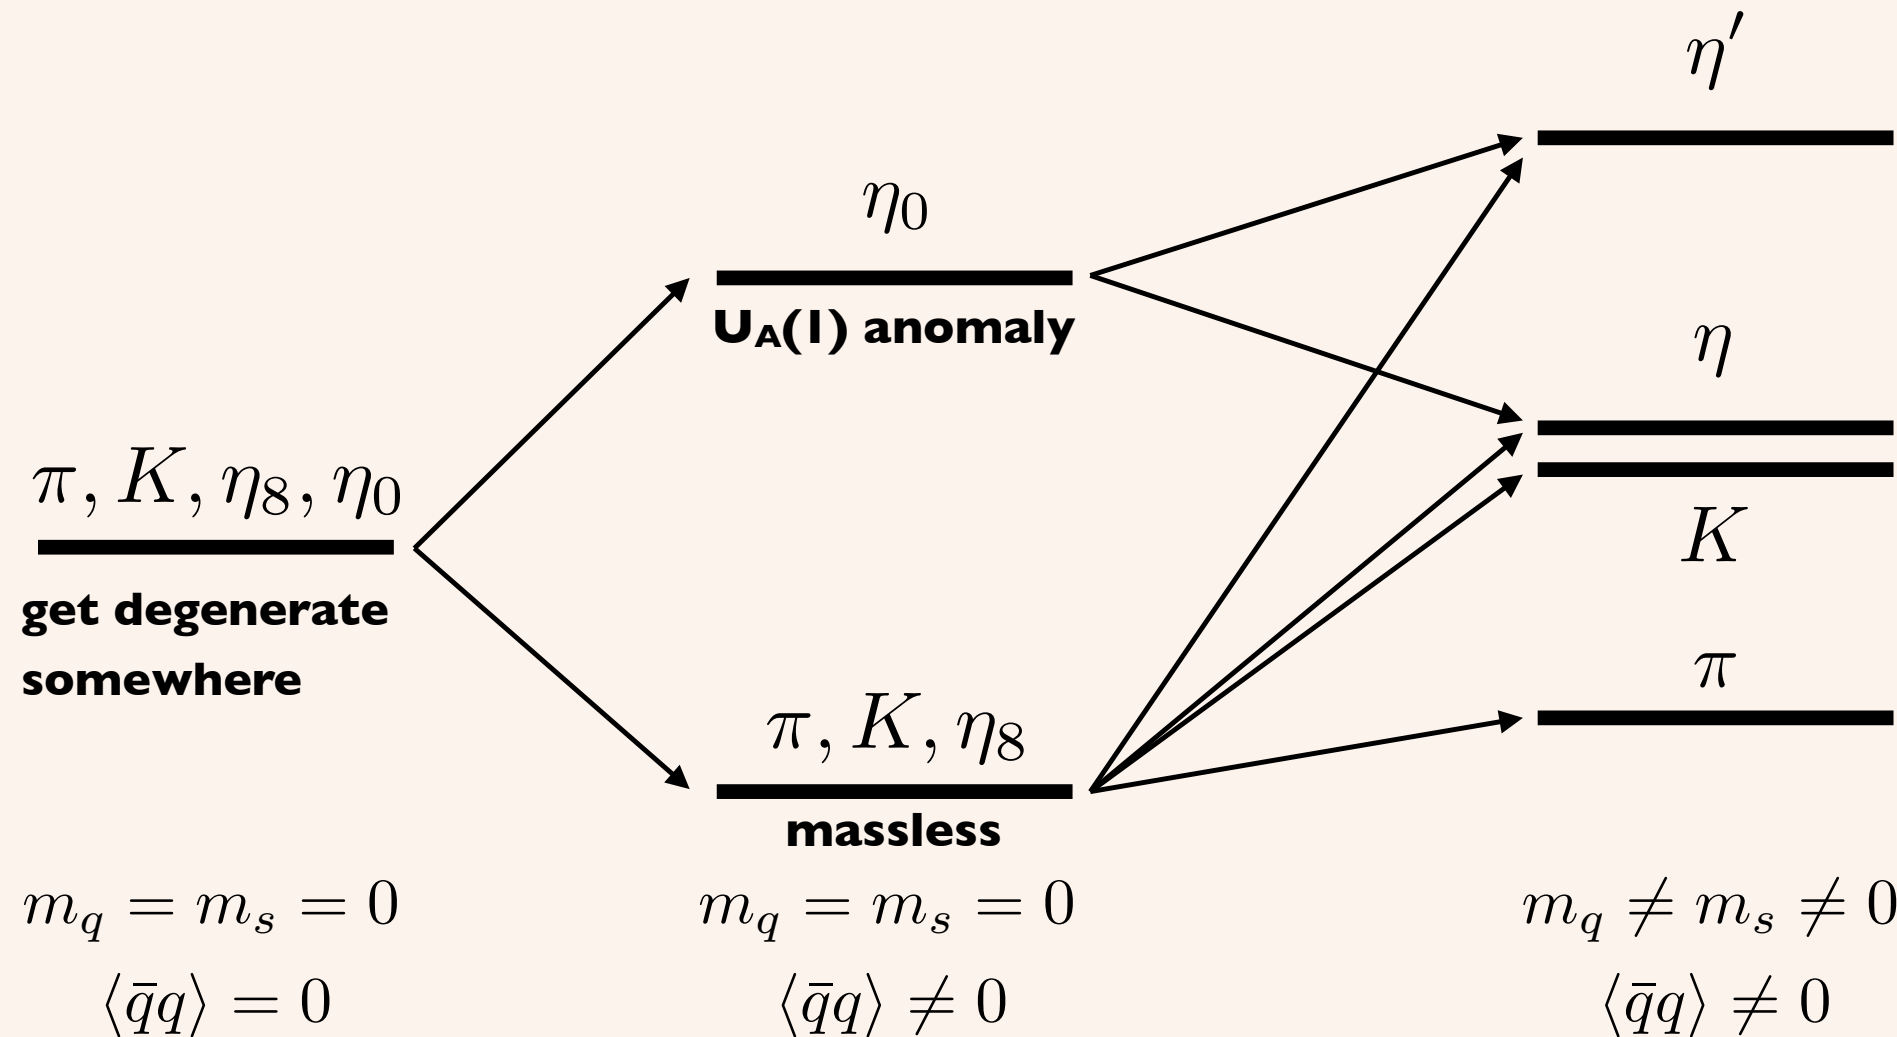 η′
η₀
U_A(1) anomaly
η
π, K, η₈, η₀
K
get degenerate
somewhere
π
π, K, η₈
massless
m_q = m_s = 0
m_q = m_s = 0
m_q ≠ m_s ≠ 0
⟨q̄q⟩ = 0
⟨q̄q⟩ ≠ 0
⟨q̄q⟩ ≠ 0